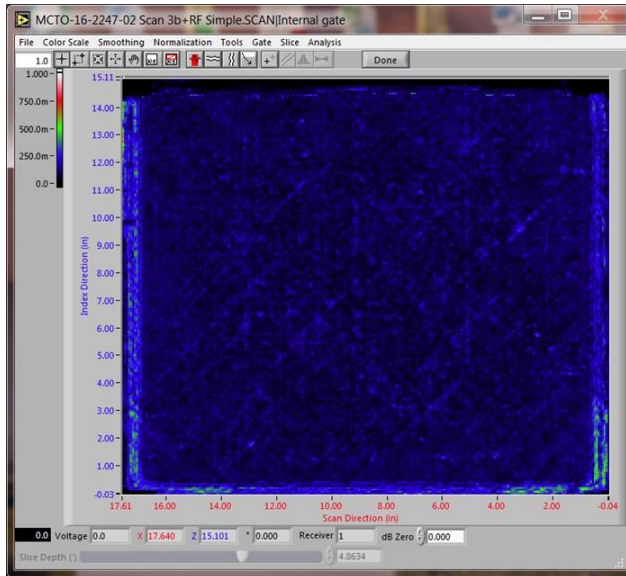 MCTO-16-2247-02 Scan 3b+RF Simple.SCAN|Internal gate
File Color Scale Smoothing Normalization Tools Gate Slice Analysis
1.0
Done
1.000
750.0m
500.0m
250.0m
0.0
15.11
14.00
13.00
12.00
11.00
10.00
9.00
8.00
7.00
6.00
5.00
4.00
3.00
2.00
1.00
-0.03
Index Direction (in)
17.61 16.00 14.00 12.00 10.00 8.00 6.00 4.00 2.00 -0.04
Scan Direction (in)
0.0 Voltage 0.0 X 17.640 Z 15.101 ° 0.000 Receiver 1 dB Zero 0.000
Slice Depth (") 4.8634